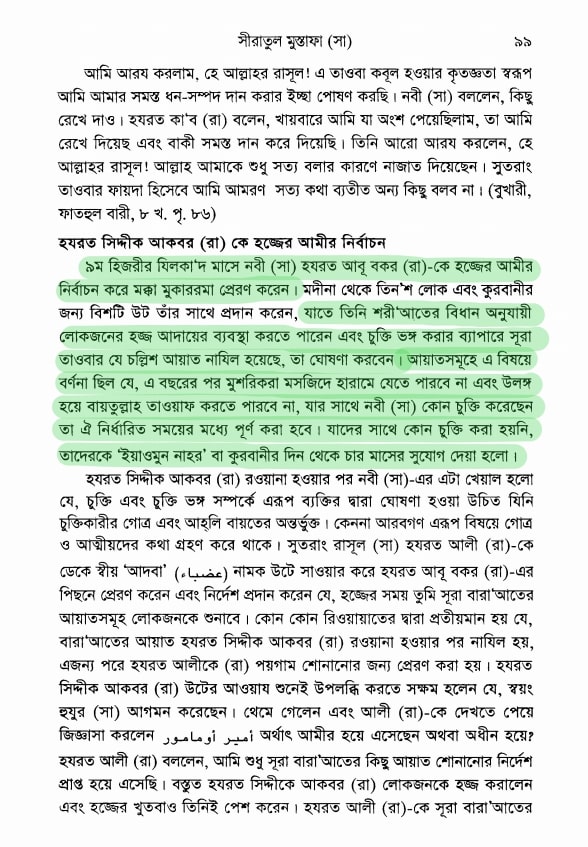 সীরাতুল মুস্তাফা (সা) ৯৯
আমি আরয করলাম, হে আল্লাহর রাসূল! এ তাওবা কবূল হওয়ার কৃতজ্ঞতা স্বরূপ
আমি আমার সমস্ত ধন-সম্পদ দান করার ইচ্ছা পোষণ করছি। নবী (সা) বললেন, কিছু
রেখে দাও। হযরত কা'ব (রা) বলেন, খায়বারে আমি যা অংশ পেয়েছিলাম, তা আমি
রেখে দিয়েছ এবং বাকী সমস্ত দান করে দিয়েছি। তিনি আরো আরয করলেন, হে
আল্লাহর রাসূল! আল্লাহ আমাকে শুধু সত্য বলার কারণে নাজাত দিয়েছেন। সুতরাং
তাওবার ফায়দা হিসেবে আমি আমরণ সত্য কথা ব্যতীত অন্য কিছু বলব না। (বুখারী,
ফাতহুল বারী, ৮ খ. পৃ. ৮৬)
হযরত সিদ্দীক আকবর (রা) কে হজ্জের আমীর নির্বাচন
৯ম হিজরীর যিলকা'দ মাসে নবী (সা) হযরত আবূ বকর (রা)-কে হজ্জের আমীর
নির্বাচন করে মক্কা মুকাররমা প্রেরণ করেন। মদীনা থেকে তিন'শ লোক এবং কুরবানীর
জন্য বিশটি উট তাঁর সাথে প্রদান করেন, যাতে তিনি শরী'আতের বিধান অনুযায়ী
লোকজনের হজ্জ আদায়ের ব্যবস্থা করতে পারেন এবং চুক্তি ভঙ্গ করার ব্যাপারে সূরা
তাওবার যে চল্লিশ আয়াত নাযিল হয়েছে, তা ঘোষণা করবেন। আয়াতসমূহে এ বিষয়ে
বর্ণনা ছিল যে, এ বছরের পর মুশরিকরা মসজিদে হারামে যেতে পারবে না এবং উলঙ্গ
হয়ে বায়তুল্লাহ তাওয়াফ করতে পারবে না, যার সাথে নবী (সা) কোন চুক্তি করেছেন
তা ঐ নির্ধারিত সময়ের মধ্যে পূর্ণ করা হবে। যাদের সাথে কোন চুক্তি করা হয়নি,
তাদেরকে 'ইয়াওমুন নাহর' বা কুরবানীর দিন থেকে চার মাসের সুযোগ দেয়া হলো।
হযরত সিদ্দীক আকবর (রা) রওয়ানা হওয়ার পর নবী (সা)-এর এটা খেয়াল হলো
যে, চুক্তি এবং চুক্তি ভঙ্গ সম্পর্কে এরূপ ব্যক্তির দ্বারা ঘোষণা হওয়া উচিত যিনি
চুক্তিকারীর গোত্র এবং আহ্‌লি বায়তের অন্তর্ভুক্ত। কেননা আরবগণ এরূপ বিষয়ে গোত্র
ও আত্মীয়দের কথা গ্রহণ করে থাকে। সুতরাং রাসূল (সা) হযরত আলী (রা)-কে
ডেকে স্বীয় 'আদবা' (عضباء) নামক উটে সাওয়ার করে হযরত আবূ বকর (রা)-এর
পিছনে প্রেরণ করেন এবং নির্দেশ প্রদান করেন যে, হজ্জের সময় তুমি সূরা বারা'আতের
আয়াতসমূহ লোকজনকে শুনাবে। কোন কোন রিওয়ায়াতের দ্বারা প্রতীয়মান হয় যে,
বারা'আতের আয়াত হযরত সিদ্দীক আকবর (রা) রওয়ানা হওয়ার পর নাযিল হয়,
এজন্য পরে হযরত আলীকে (রা) পয়গাম শোনানোর জন্য প্রেরণ করা হয়। হযরত
সিদ্দীক আকবর (রা) উটের আওয়ায শুনেই উপলব্ধি করতে সক্ষম হলেন যে, স্বয়ং
হুযুর (সা) আগমন করেছেন। থেমে গেলেন এবং আলী (রা)-কে দেখতে পেয়ে
জিজ্ঞাসা করলেন أمير أومامور অর্থাৎ আমীর হয়ে এসেছেন অথবা অধীন হয়ে?
হযরত আলী (রা) বললেন, আমি শুধু সূরা বারা'আতের কিছু আয়াত শোনানোর নির্দেশ
প্রাপ্ত হয়ে এসেছি। বস্তুত হযরত সিদ্দীকে আকবর (রা) লোকজনকে হজ্জ করালেন
এবং হজ্জের খুতবাও তিনিই পেশ করেন। হযরত আলী (রা)-কে সূরা বারা'আতের